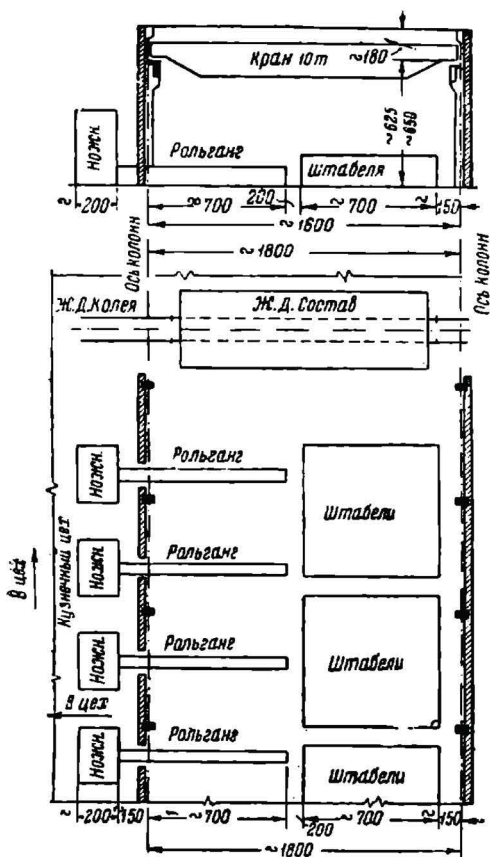 Кран 10т
~180
~625
~650
Ножн.
Рольганг
Штабеля
200
~200~
~700
~700
~150
~1600
~1800
Ось колонн
Ось колонн
Ж.Д.Колея
Ж.Д. Состав
Ножн.
Рольганг
Штабели
Кузнечный цех
В цех
Ножн.
Рольганг
Ножн.
Рольганг
Штабели
В цех
Ножн.
Рольганг
Штабели
~200
150
~700
200
~700
~150
~1800